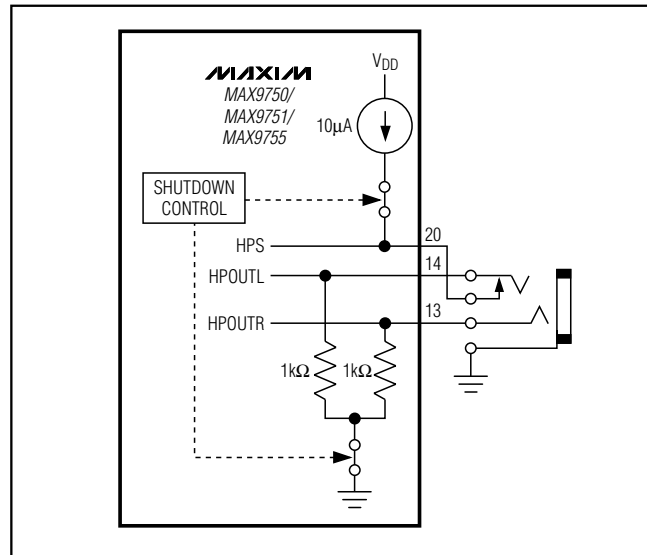 VDD
MAXIM
MAX9750/
MAX9751/
MAX9755
10µA
SHUTDOWN
CONTROL
HPS
20
HPOUTL
14
HPOUTR
13
1kΩ
1kΩ